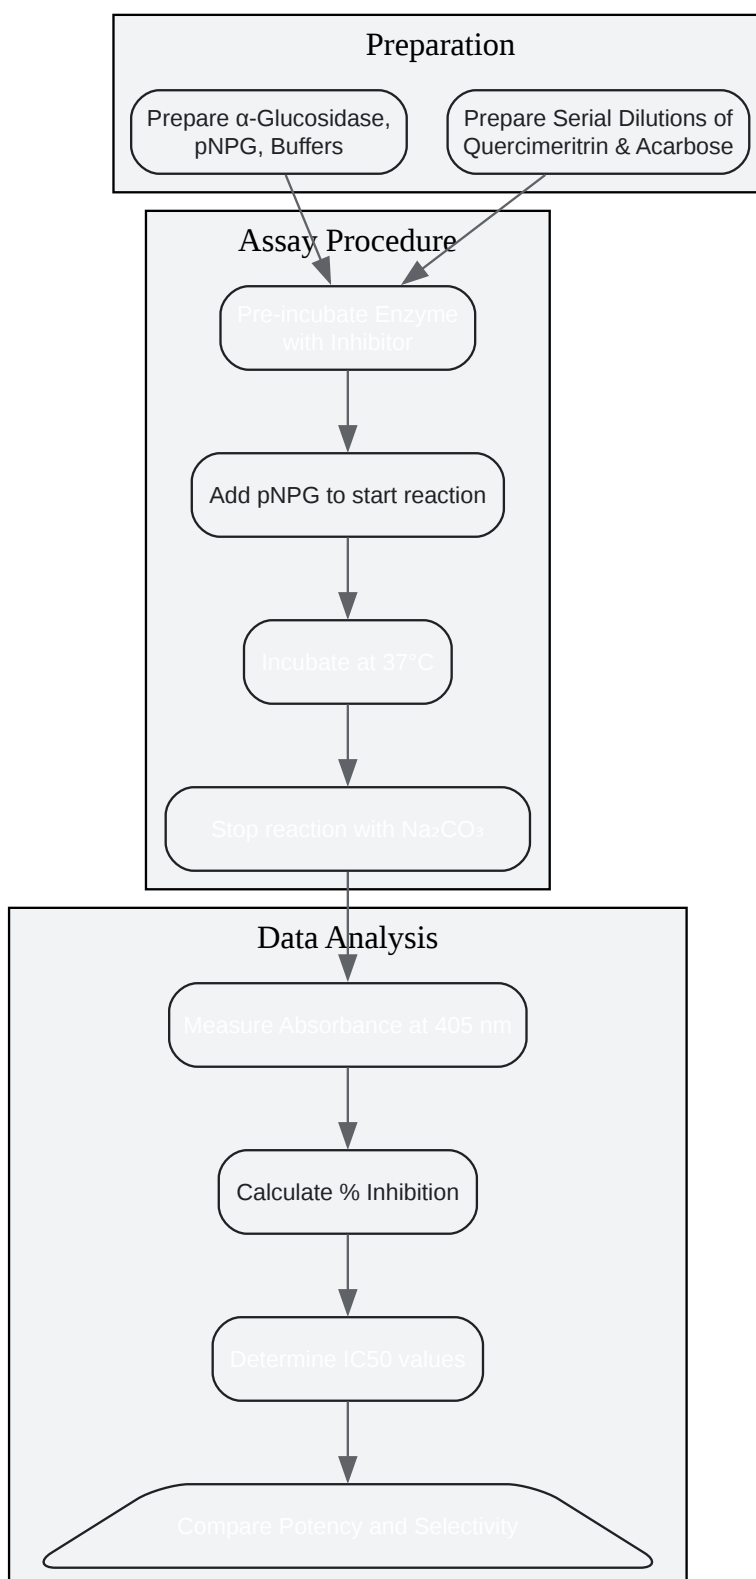 Preparation
Prepare α-Glucosidase,
pNPG, Buffers
Prepare Serial Dilutions of
Quercimeritrin & Acarbose
Assay Procedure
Pre-incubate Enzyme
with Inhibitor
Add pNPG to start reaction
Incubate at 37°C
Stop reaction with Na₂CO₃
Data Analysis
Measure Absorbance at 405 nm
Calculate % Inhibition
Determine IC50 values
Compare Potency and Selectivity